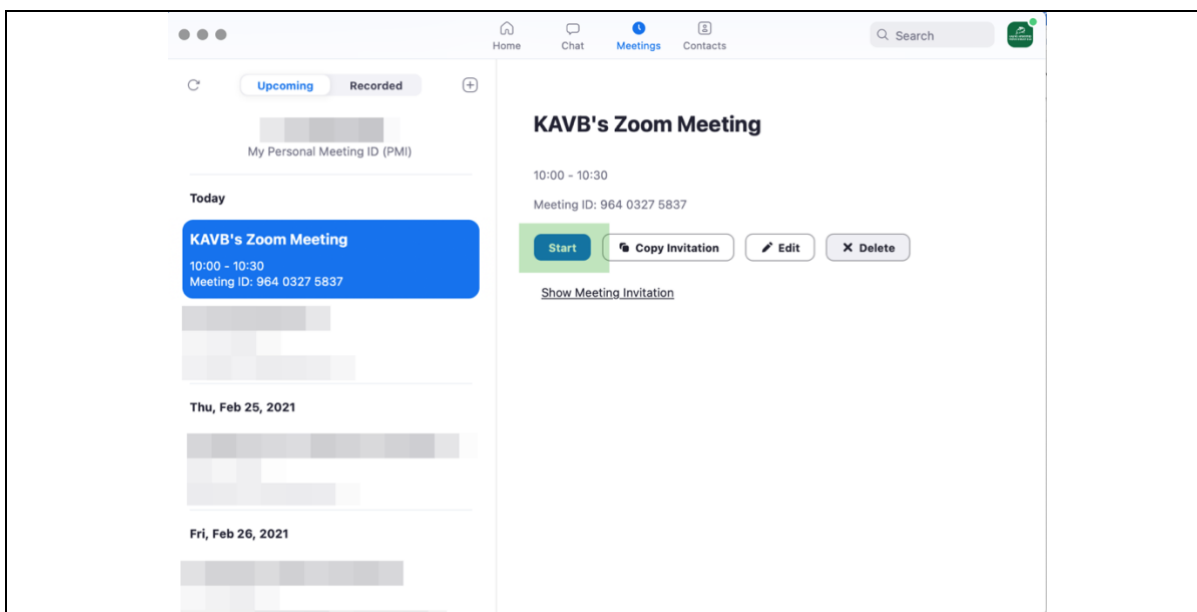 Home Chat Meetings Contacts
Search
Upcoming Recorded
My Personal Meeting ID (PMI)
Today
KAVB's Zoom Meeting
10:00 - 10:30
Meeting ID: 964 0327 5837
Thu, Feb 25, 2021
Fri, Feb 26, 2021
KAVB's Zoom Meeting
10:00 - 10:30
Meeting ID: 964 0327 5837
Start Copy Invitation Edit Delete
Show Meeting Invitation